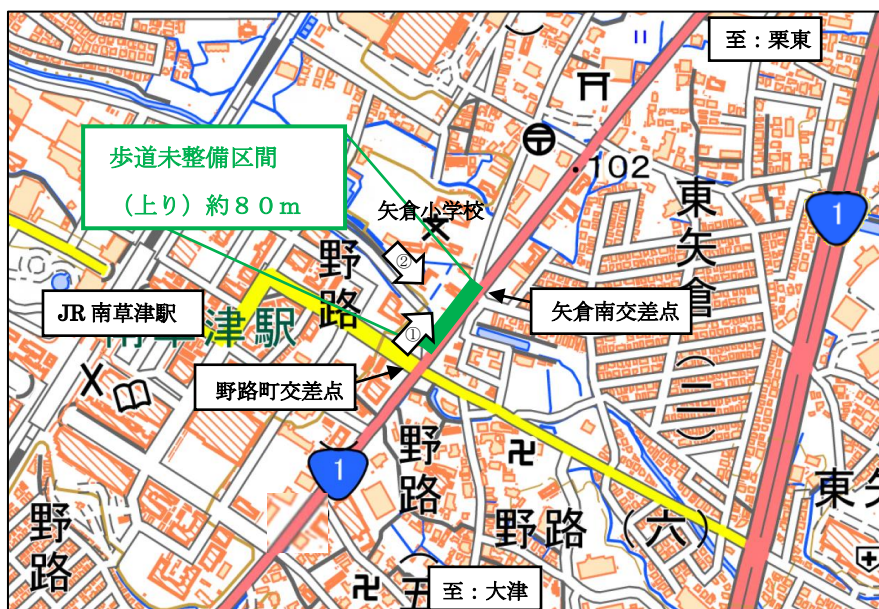 至：栗東
歩道未整備区間
（上り）約８０ｍ
矢倉小学校
102
1
東矢倉（二）
②
野路
JR 南草津駅
南草津駅
①
矢倉南交差点
野路町交差点
1
野路
野路（六）
東矢
野路
（五
至：大津